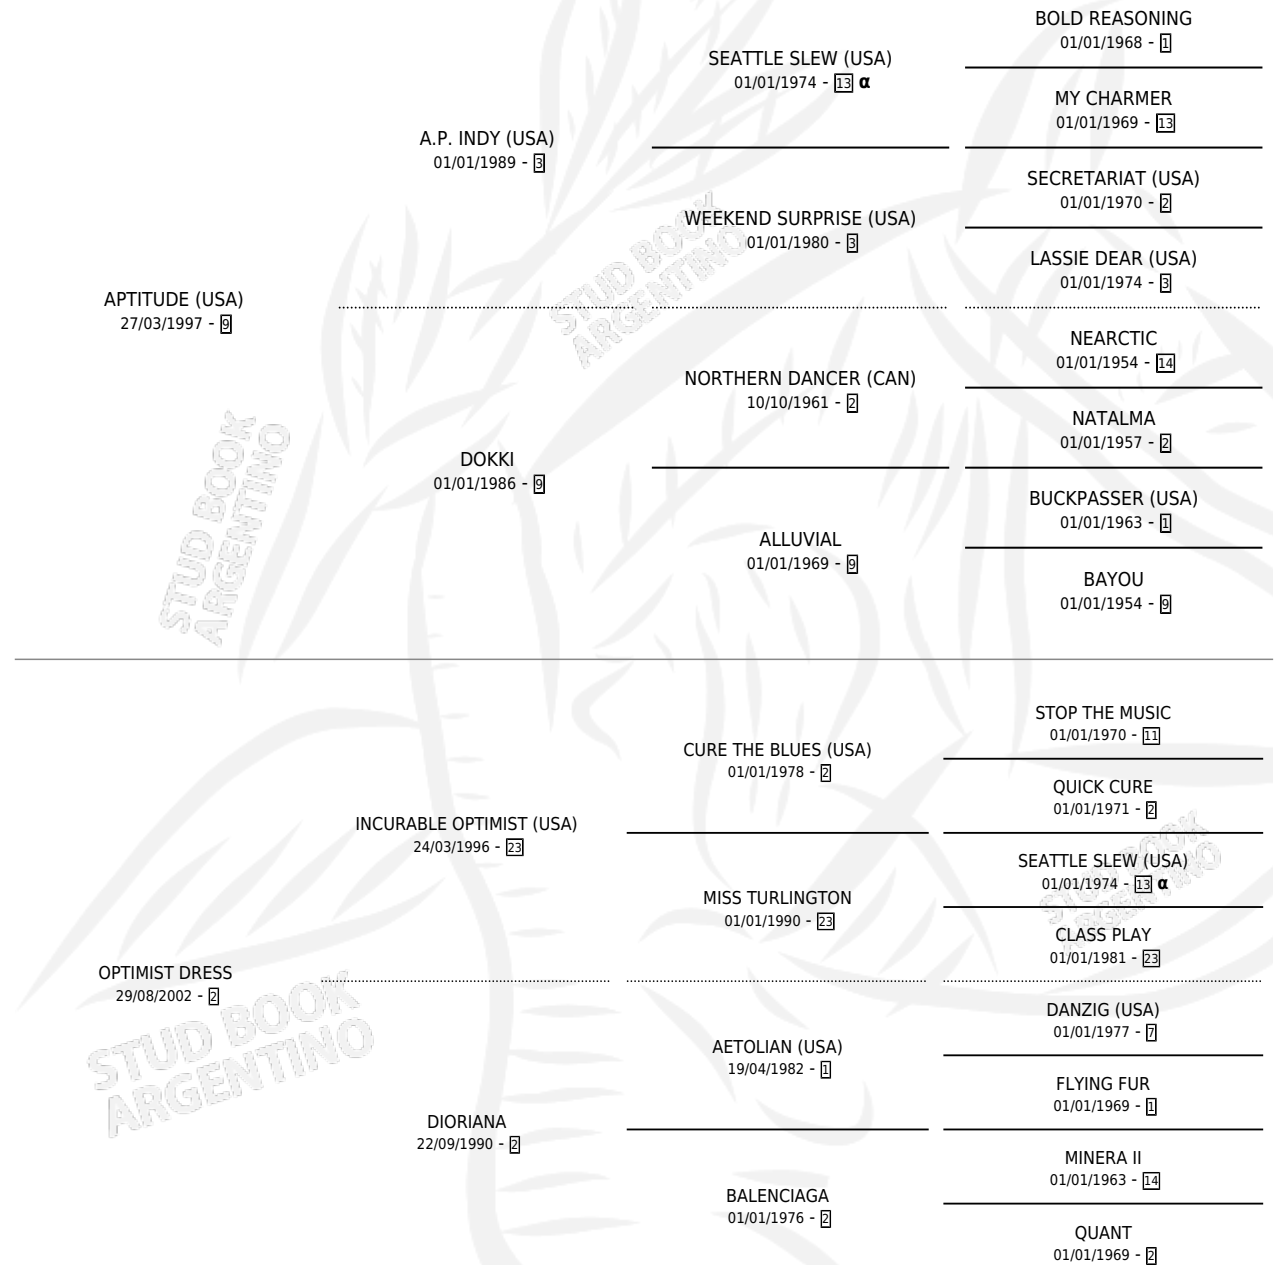 BOLD REASONING
01/01/1968 - 1
SEATTLE SLEW (USA)
01/01/1974 - 13 α
MY CHARMER
01/01/1969 - 13
A.P. INDY (USA)
01/01/1989 - 3
SECRETARIAT (USA)
01/01/1970 - 2
WEEKEND SURPRISE (USA)
01/01/1980 - 3
LASSIE DEAR (USA)
01/01/1974 - 3
APTITUDE (USA)
27/03/1997 - 9
NEARCTIC
01/01/1954 - 14
NORTHERN DANCER (CAN)
10/10/1961 - 2
NATALMA
01/01/1957 - 2
DOKKI
01/01/1986 - 9
BUCKPASSER (USA)
01/01/1963 - 1
ALLUVIAL
01/01/1969 - 9
BAYOU
01/01/1954 - 9
STOP THE MUSIC
01/01/1970 - 11
CURE THE BLUES (USA)
01/01/1978 - 2
QUICK CURE
01/01/1971 - 2
INCURABLE OPTIMIST (USA)
24/03/1996 - 23
SEATTLE SLEW (USA)
01/01/1974 - 13 α
MISS TURLINGTON
01/01/1990 - 23
CLASS PLAY
01/01/1981 - 23
OPTIMIST DRESS
29/08/2002 - 2
DANZIG (USA)
01/01/1977 - 7
AETOLIAN (USA)
19/04/1982 - 1
FLYING FUR
01/01/1969 - 1
DIORIANA
22/09/1990 - 2
MINERA II
01/01/1963 - 14
BALENCIAGA
01/01/1976 - 2
QUANT
01/01/1969 - 2
STUD BOOK
ARGENTINO
STUD BOOK
ARGENTINO
STUD BOOK
ARGENTINO
STUD BOOK
ARGENTINO